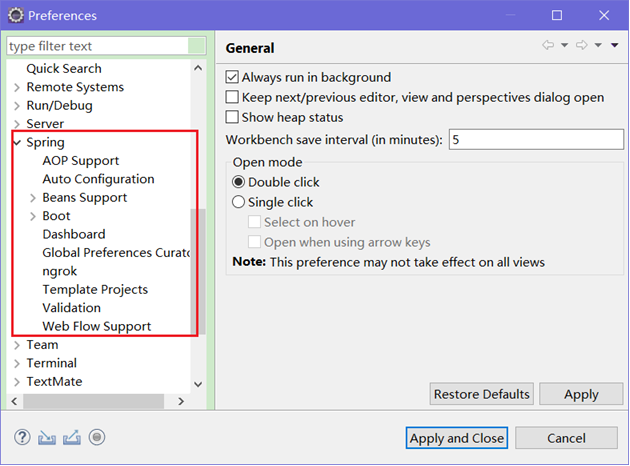 Preferences
type filter text
Quick Search
Remote Systems
Run/Debug
Server
Spring
AOP Support
Auto Configuration
Beans Support
Boot
Dashboard
Global Preferences Curato
ngrok
Template Projects
Validation
Web Flow Support
Team
Terminal
TextMate
General
Always run in background
Keep next/previous editor, view and perspectives dialog open
Show heap status
Workbench save interval (in minutes): 5
Open mode
Double click
Single click
Select on hover
Open when using arrow keys
Note: This preference may not take effect on all views
Restore Defaults Apply
? Apply and Close Cancel